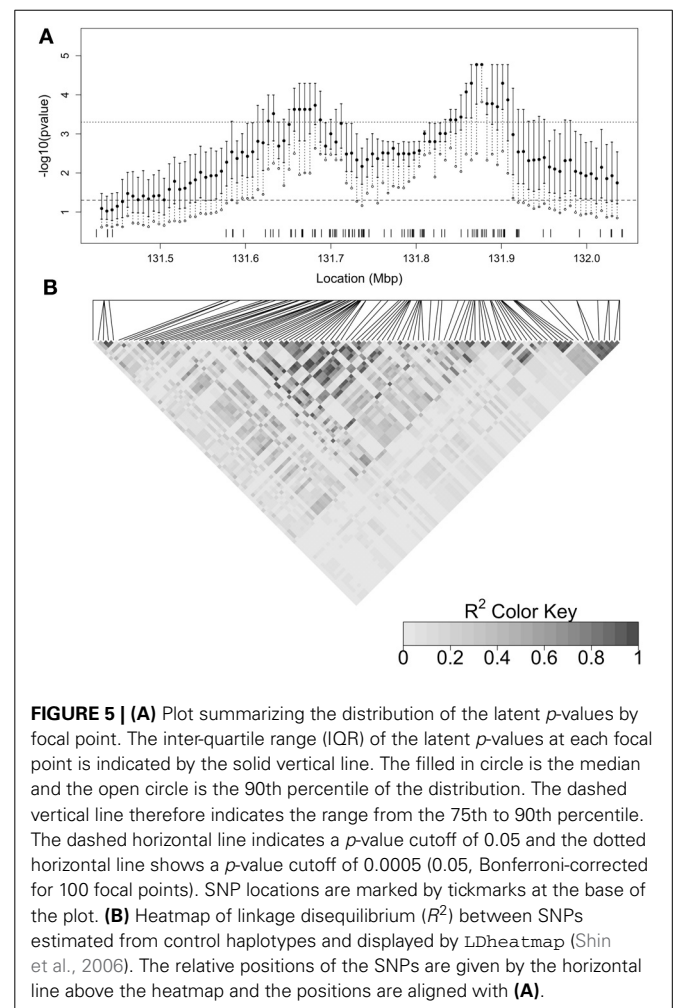 A
5
4
3
2
1
-log10(pvalue)
131.5 131.6 131.7 131.8 131.9 132.0
Location (Mbp)
B
R² Color Key
0 0.2 0.4 0.6 0.8 1
FIGURE 5 | (A) Plot summarizing the distribution of the latent p-values by
focal point. The inter-quartile range (IQR) of the latent p-values at each focal
point is indicated by the solid vertical line. The filled in circle is the median
and the open circle is the 90th percentile of the distribution. The dashed
vertical line therefore indicates the range from the 75th to 90th percentile.
The dashed horizontal line indicates a p-value cutoff of 0.05 and the dotted
horizontal line shows a p-value cutoff of 0.0005 (0.05, Bonferroni-corrected
for 100 focal points). SNP locations are marked by tickmarks at the base of
the plot. (B) Heatmap of linkage disequilibrium (R²) between SNPs
estimated from control haplotypes and displayed by LDheatmap (Shin
et al., 2006). The relative positions of the SNPs are given by the horizontal
line above the heatmap and the positions are aligned with (A).